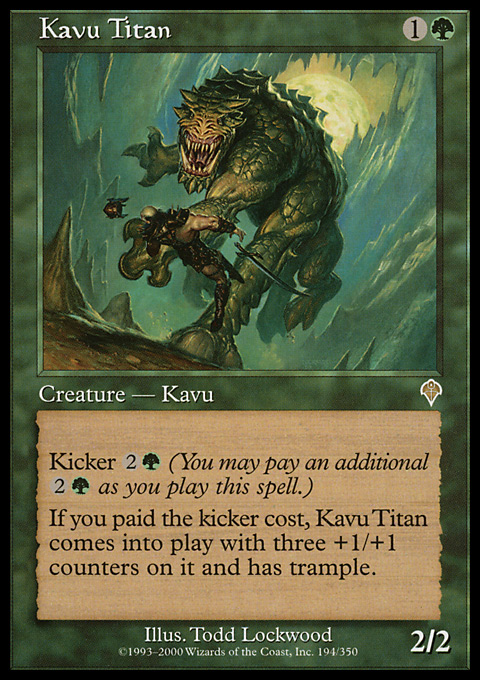 Kavu Titan 1
Creature — Kavu
Kicker 2 (You may pay an additional
2 as you play this spell.)
If you paid the kicker cost, Kavu Titan
comes into play with three +1/+1
counters on it and has trample.
Illus. Todd Lockwood
2/2
©1993–2000 Wizards of the Coast, Inc. 194/350